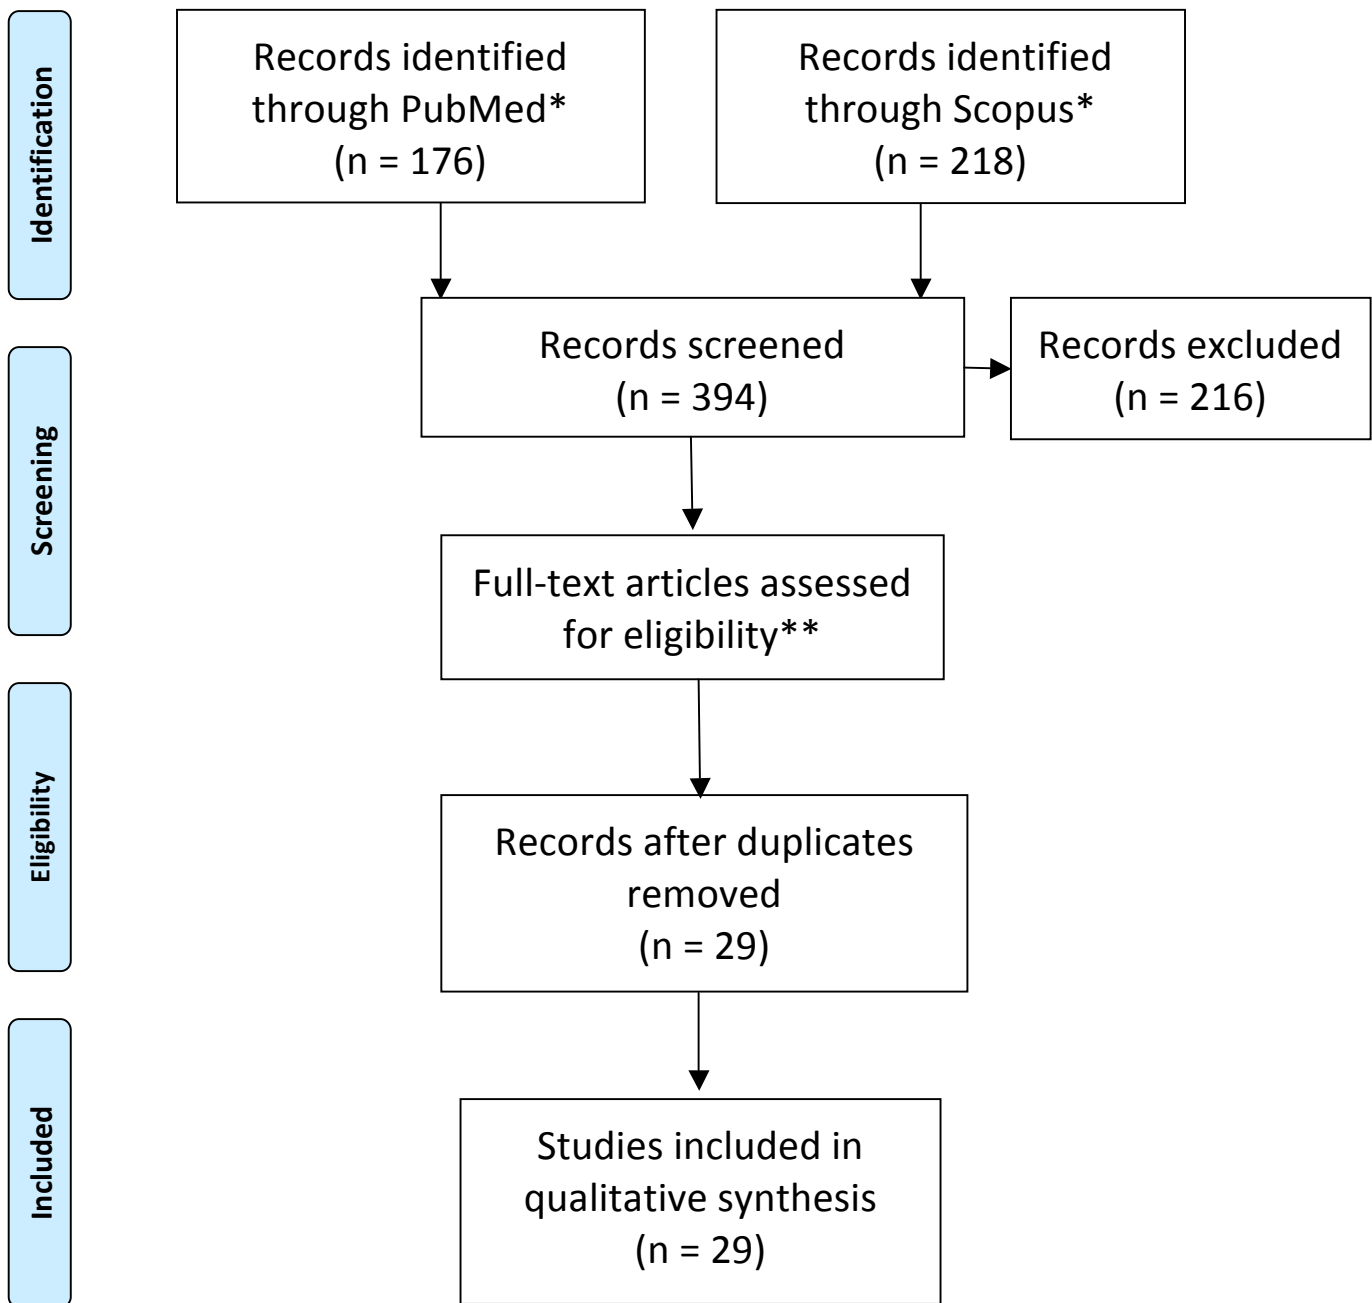 Identification
Records identified
through PubMed*
(n = 176)
Records identified
through Scopus*
(n = 218)
Records screened
(n = 394)
Records excluded
(n = 216)
Screening
Full-text articles assessed
for eligibility**
Eligibility
Records after duplicates
removed
(n = 29)
Included
Studies included in
qualitative synthesis
(n = 29)